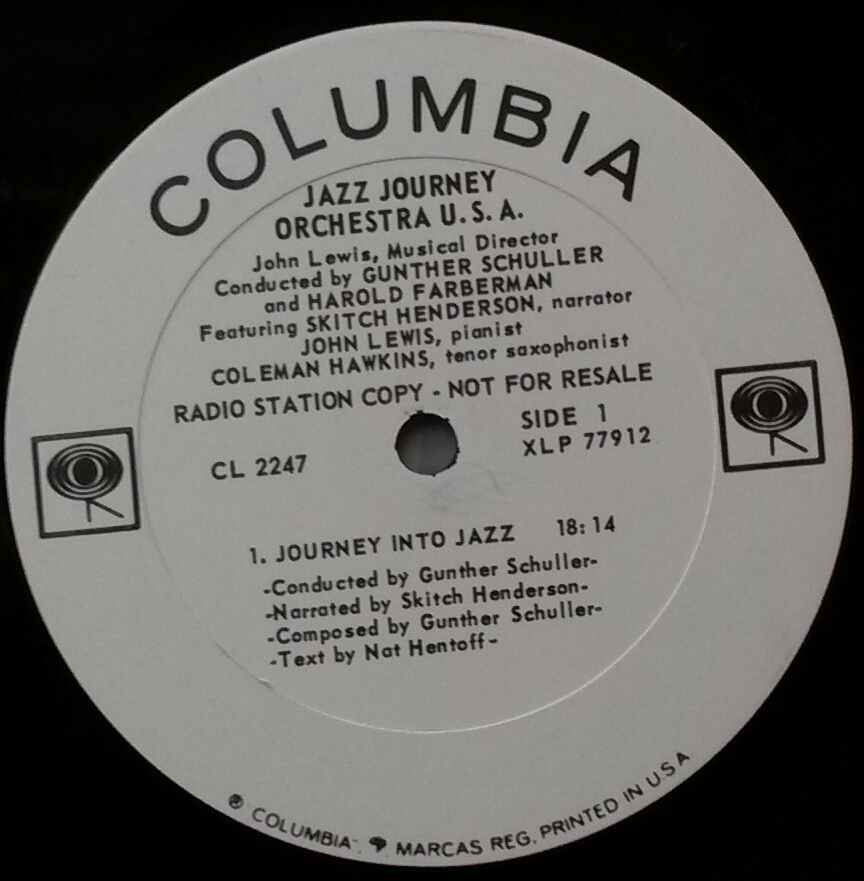 COLUMBIA
JAZZ JOURNEY
ORCHESTRA U.S.A.
John Lewis, Musical Director
Conducted by GUNTHER SCHULLER
and HAROLD FARBERMAN
Featuring SKITCH HENDERSON, narrator
JOHN LEWIS, pianist
COLEMAN HAWKINS, tenor saxophonist
RADIO STATION COPY - NOT FOR RESALE
CL 2247
SIDE 1
XLP 77912
1. JOURNEY INTO JAZZ 18:14
-Conducted by Gunther Schuller-
-Narrated by Skitch Henderson-
-Composed by Gunther Schuller-
-Text by Nat Hentoff-
® COLUMBIA MARCAS REG. PRINTED IN U.S.A